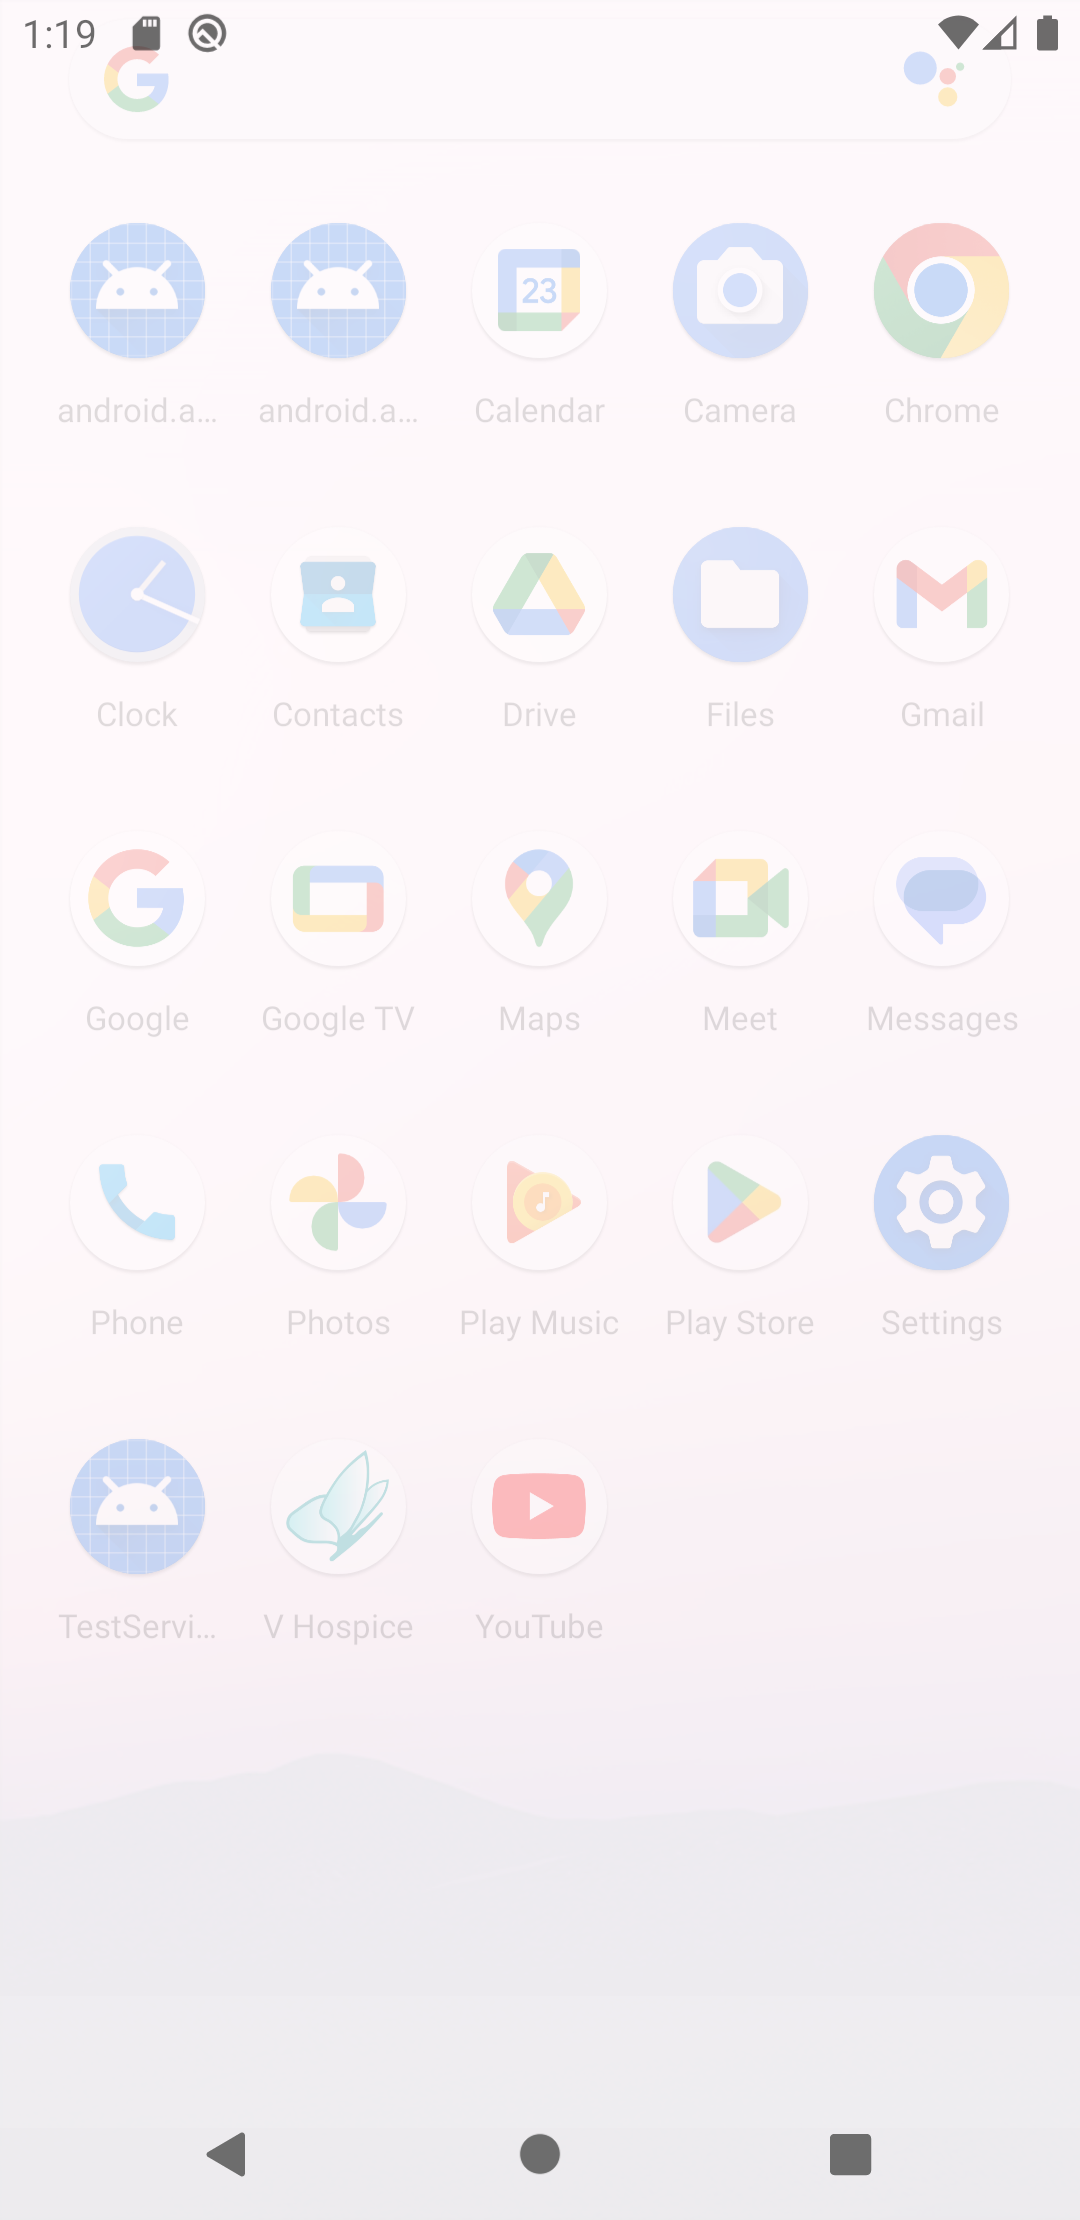 1:19
23
android.a... android.a... Calendar Camera Chrome
Clock Contacts Drive Files Gmail
Google Google TV Maps Meet Messages
Phone Photos Play Music Play Store Settings
TestServi... V Hospice YouTube